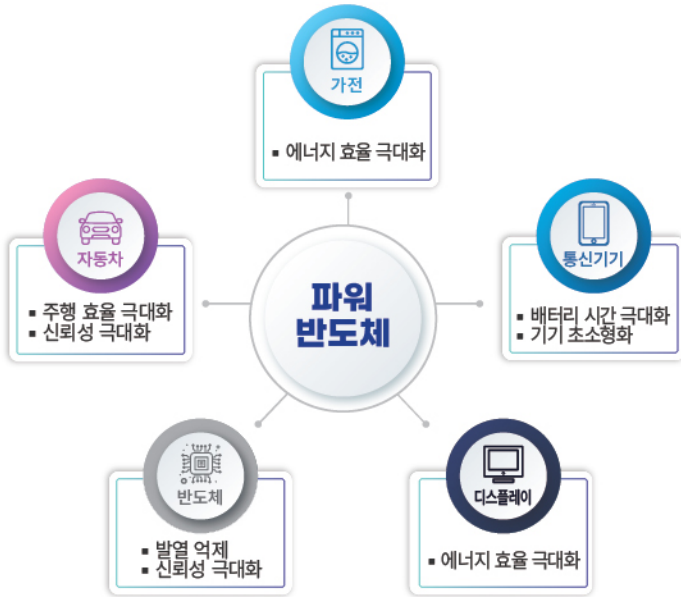 가전
▪ 에너지 효율 극대화
자동차
▪ 주행 효율 극대화
▪ 신뢰성 극대화
통신기기
▪ 배터리 시간 극대화
▪ 기기 초소형화
파워
반도체
반도체
▪ 발열 억제
▪ 신뢰성 극대화
디스플레이
▪ 에너지 효율 극대화